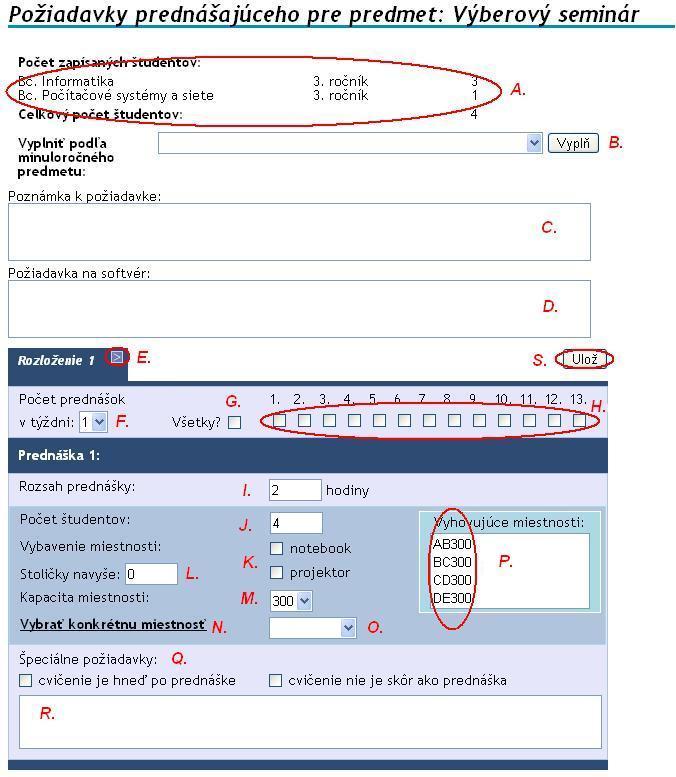 Požiadavky prednášajúceho pre predmet: Výberový seminár
Počet zapísaných študentov:
Bc. Informatika 3. ročník 3
Bc. Počítačové systémy a siete 3. ročník 1
A.
Celkový počet študentov: 4
Vyplniť podľa
minuloročného
predmetu:
Vyplň B.
Poznámka k požiadavke:
C.
Požiadavka na softvér:
D.
Rozloženie 1 > E.
S. Ulož
Počet prednášok G. 1. 2. 3. 4. 5. 6. 7. 8. 9. 10. 11. 12. 13. H.
v týždni: 1 F. Všetky?
Prednáška 1:
Rozsah prednášky: I. 2 hodiny
Počet študentov: J. 4
Vybavenie miestnosti: K. notebook
projektor
Stoličky navyše: 0 L.
Kapacita miestnosti: M. 300
Vybrať konkrétnu miestnosť N. O.
Vyhovujúce miestnosti:
AB300
BC300
CD300
DE300
P.
Špeciálne požiadavky: Q.
cvičenie je hneď po prednáške cvičenie nie je skôr ako prednáška
R.